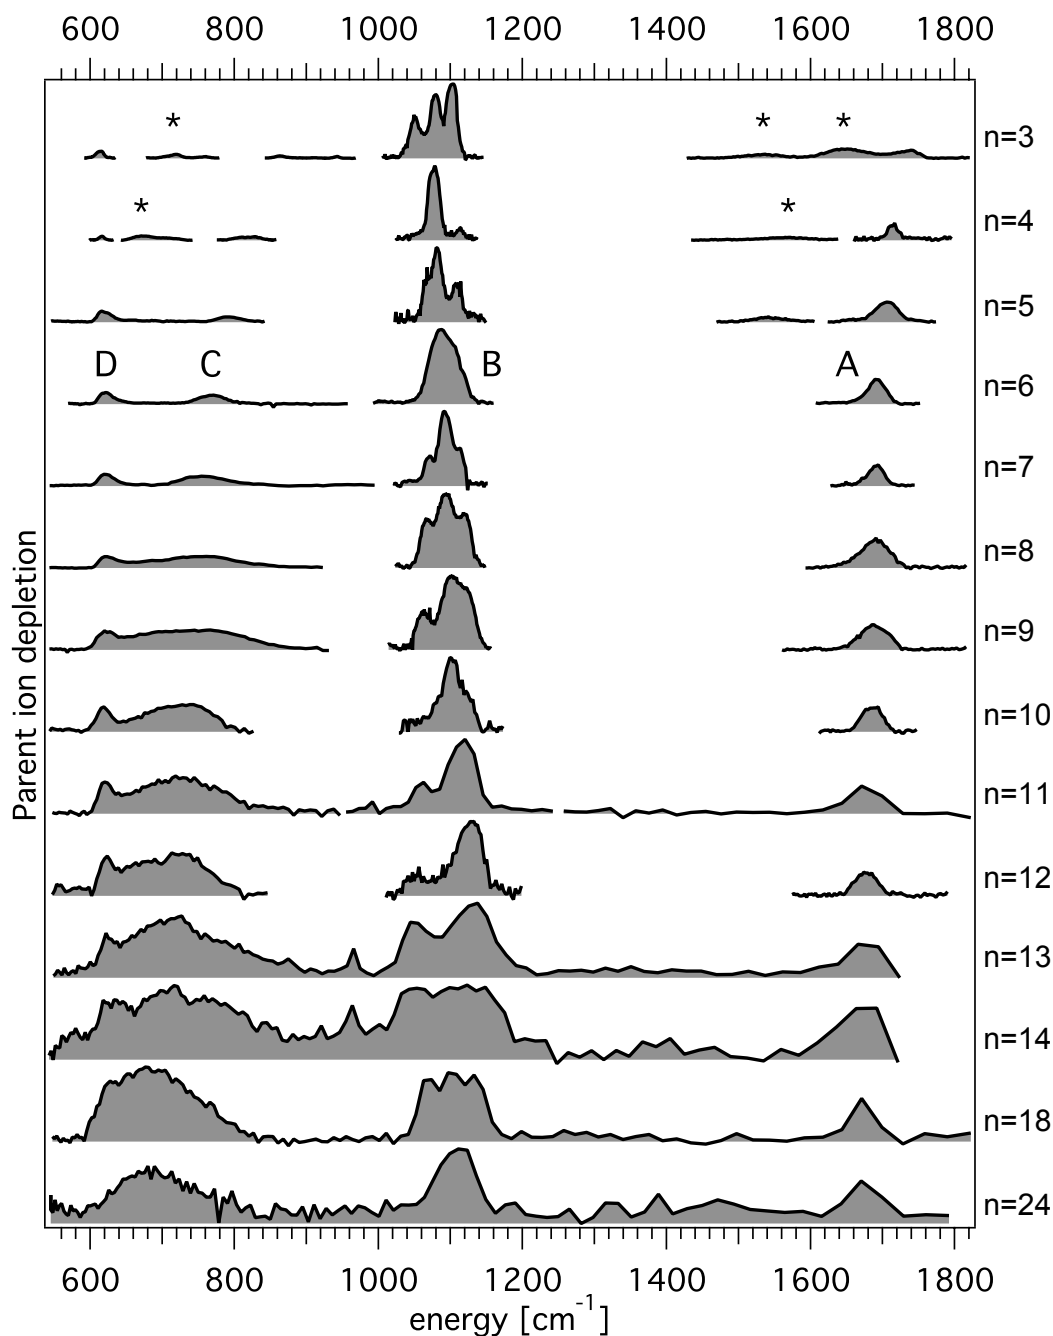 600 800 1000 1200 1400 1600 1800
* * * n=3
* * n=4
n=5
D C B A n=6
n=7
n=8
n=9
n=10
n=11
n=12
n=13
n=14
n=18
n=24
Parent ion depletion
600 800 1000 1200 1400 1600 1800
energy [cm-1]